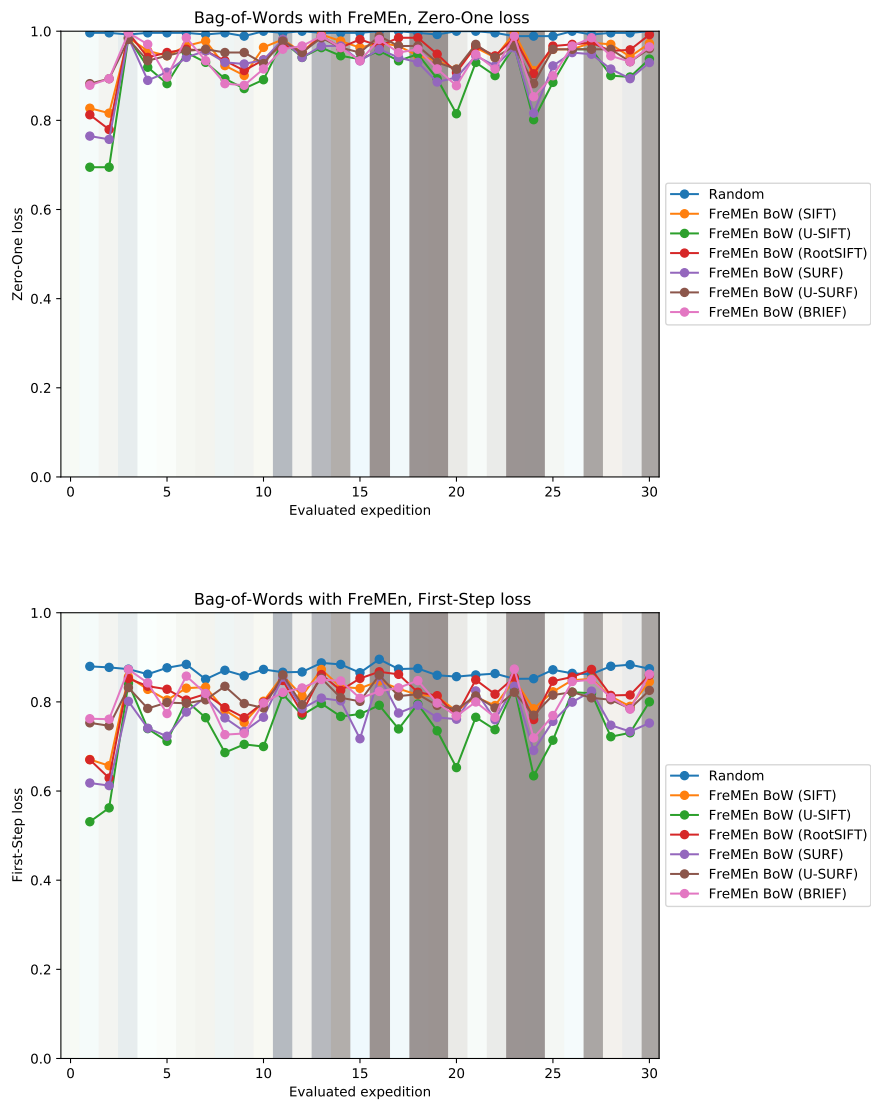 Bag-of-Words with FreMEn, Zero-One loss
1.0
0.8
0.6
0.4
0.2
0.0
Zero-One loss
0 5 10 15 20 25 30
Evaluated expedition
Random
FreMEn BoW (SIFT)
FreMEn BoW (U-SIFT)
FreMEn BoW (RootSIFT)
FreMEn BoW (SURF)
FreMEn BoW (U-SURF)
FreMEn BoW (BRIEF)
Bag-of-Words with FreMEn, First-Step loss
1.0
0.8
0.6
0.4
0.2
0.0
First-Step loss
0 5 10 15 20 25 30
Evaluated expedition
Random
FreMEn BoW (SIFT)
FreMEn BoW (U-SIFT)
FreMEn BoW (RootSIFT)
FreMEn BoW (SURF)
FreMEn BoW (U-SURF)
FreMEn BoW (BRIEF)